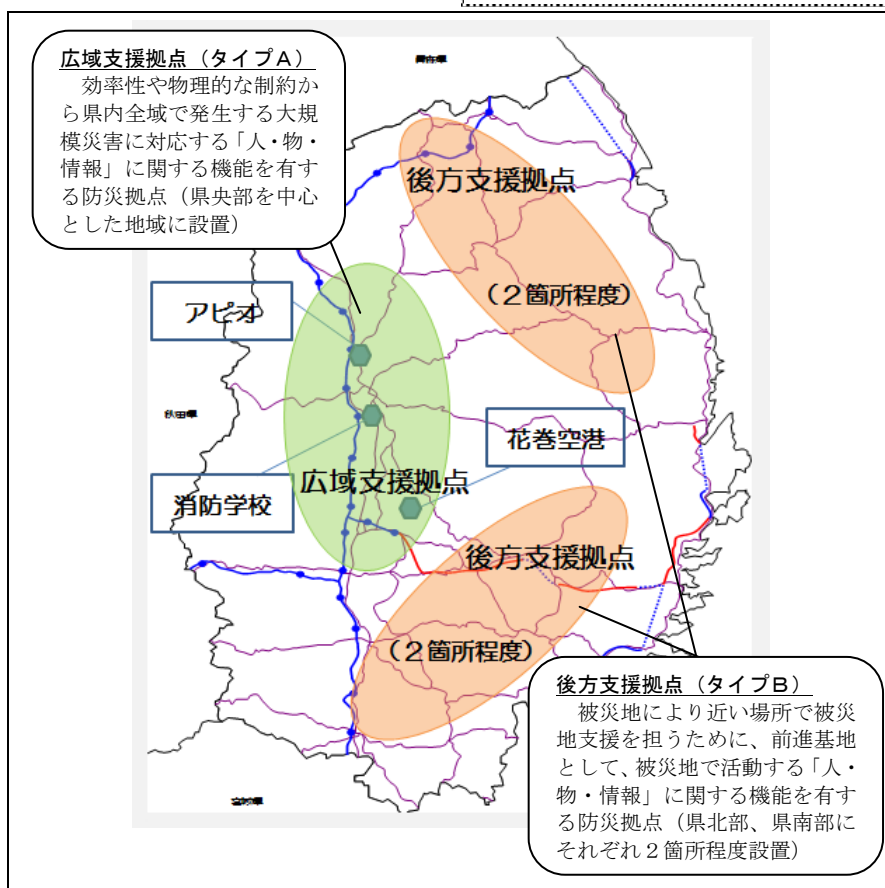 広域支援拠点(タイプA)
効率性や物理的な制約か
ら県内全域で発生する大規
模災害に対応する「人・物・
情報」に関する機能を有す
る防災拠点(県央部を中心
とした地域に設置)
後方支援拠点
(2箇所程度)
アピオ
秋田県
花巻空港
広域支援拠点
消防学校
後方支援拠点
(2箇所程度)
後方支援拠点(タイプB)
被災地により近い場所で被災
地支援を担うために、前進基地
として、被災地で活動する「人・
物・情報」に関する機能を有す
る防災拠点(県北部、県南部に
それぞれ2箇所程度設置)
宮城県